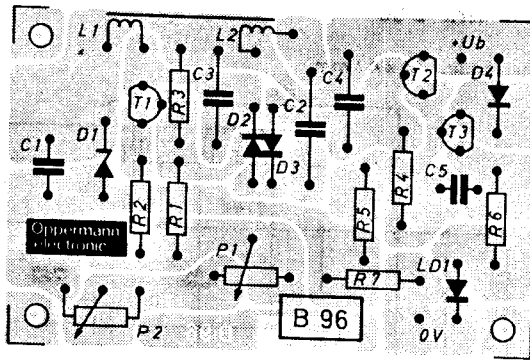 L1
L2
+Ub
T1
R3
C3
C4
T2
D4
D2
C2
T3
C1
D1
D3
R4
C5
R2
R1
R5
R6
Oppermann
electronic
P1
R7
LD1
P2
B 96
0V